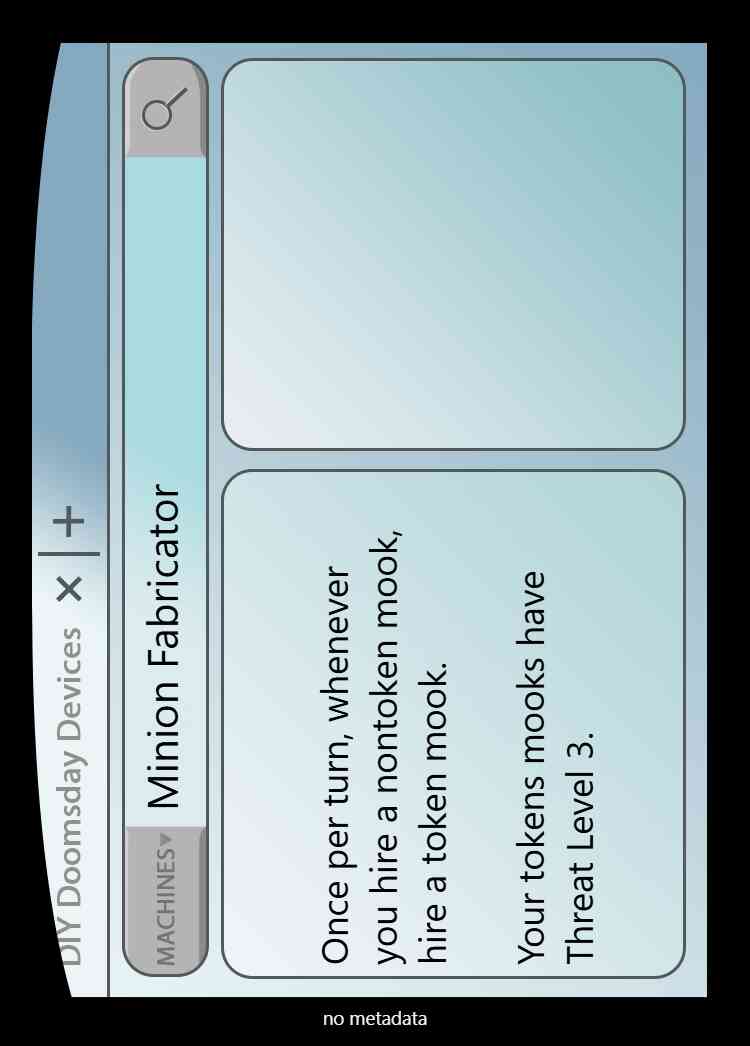 DIY Doomsday Devices × | +
MACHINES▾ Minion Fabricator
Once per turn, whenever
you hire a nontoken mook,
hire a token mook.
Your tokens mooks have
Threat Level 3.
no metadata